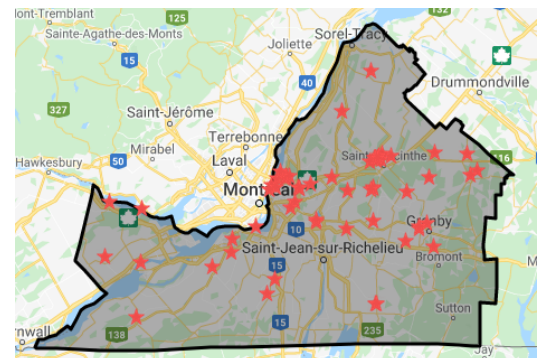 nt-Tremblant
125
132
Sainte-Agathe-des-Monts
Joliette
Sorel-Tracy
15
40
Drummondville
327
Saint-Jérôme
Terrebonne
Mirabel
Laval
Hawkesbury
50
Saint-Hyacinthe
116
Montréal
10
Granby
Saint-Jean-sur-Richelieu
Bromont
15
Sutton
rnwall
138
15
235
Jay